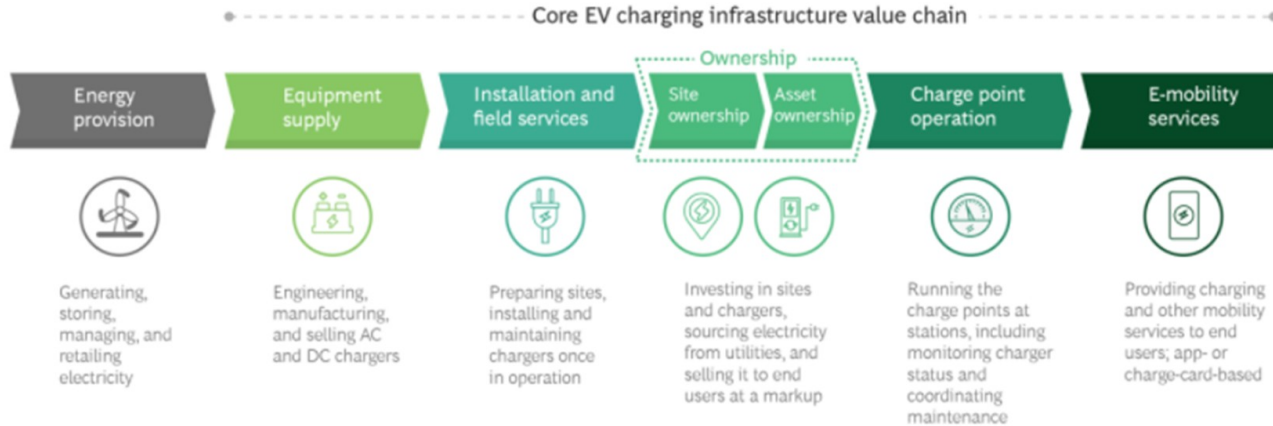 Core EV charging infrastructure value chain
Ownership
Energy
provision
Equipment
supply
Installation and
field services
Site
ownership
Asset
ownership
Charge point
operation
E-mobility
services
Generating,
storing,
managing, and
retailing
electricity
Engineering,
manufacturing,
and selling AC
and DC chargers
Preparing sites,
installing and
maintaining
chargers once
in operation
Investing in sites
and chargers,
sourcing electricity
from utilities, and
selling it to end
users at a markup
Running the
charge points at
stations, including
monitoring charger
status and
coordinating
maintenance
Providing charging
and other mobility
services to end
users; app- or
charge-card-based